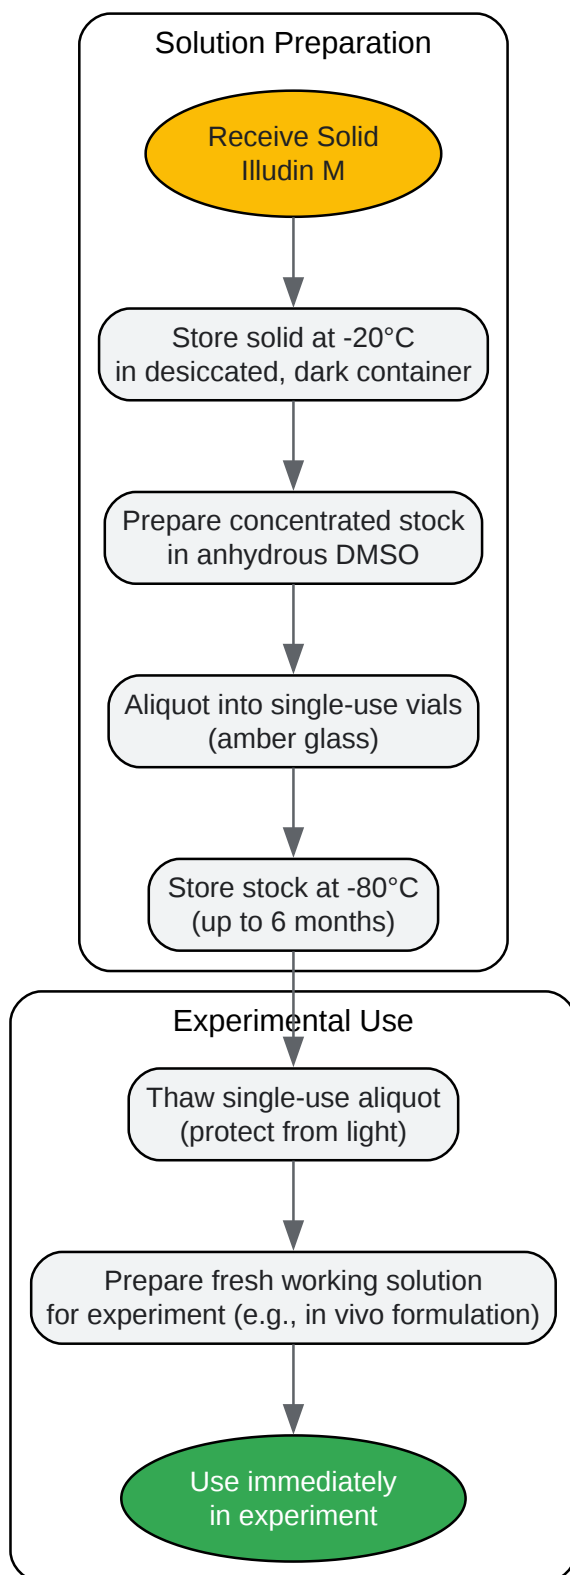 Solution Preparation
Receive Solid
Illudin M
Store solid at -20°C
in desiccated, dark container
Prepare concentrated stock
in anhydrous DMSO
Aliquot into single-use vials
(amber glass)
Store stock at -80°C
(up to 6 months)
Experimental Use
Thaw single-use aliquot
(protect from light)
Prepare fresh working solution
for experiment (e.g., in vivo formulation)
Use immediately
in experiment